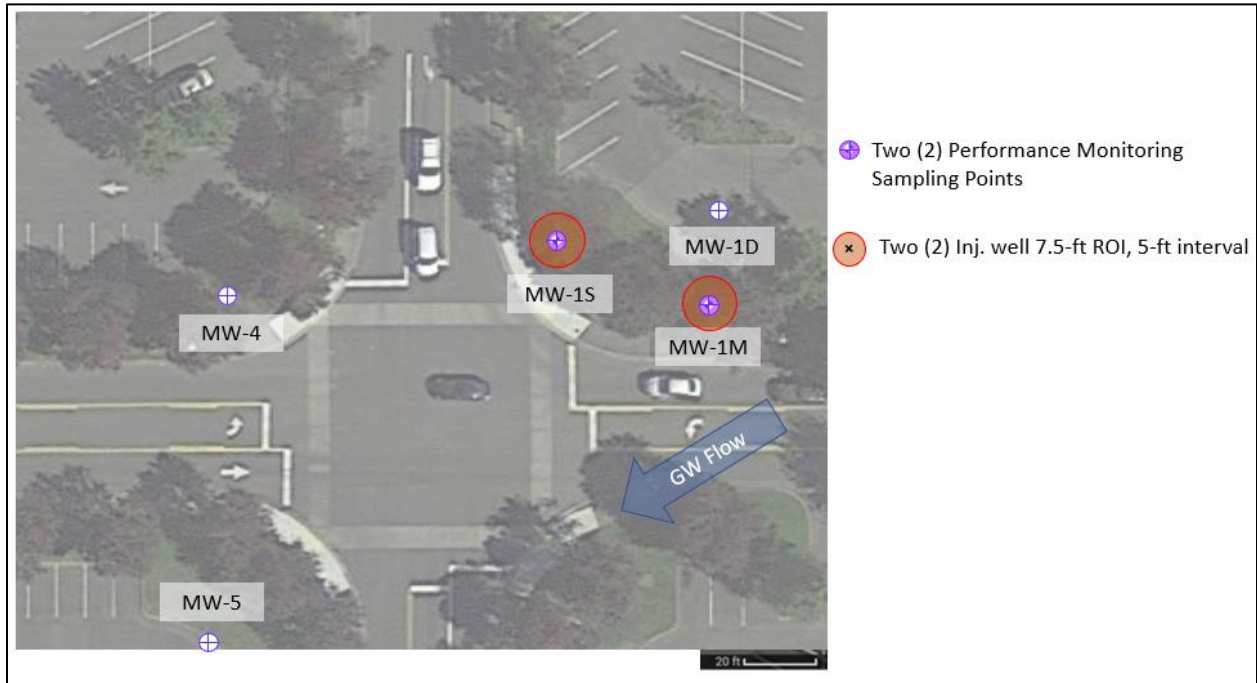 Two (2) Performance Monitoring
Sampling Points
MW-1D
Two (2) Inj. well 7.5-ft ROI, 5-ft interval
MW-1S
MW-4
MW-1M
GW Flow
MW-5
20 ft